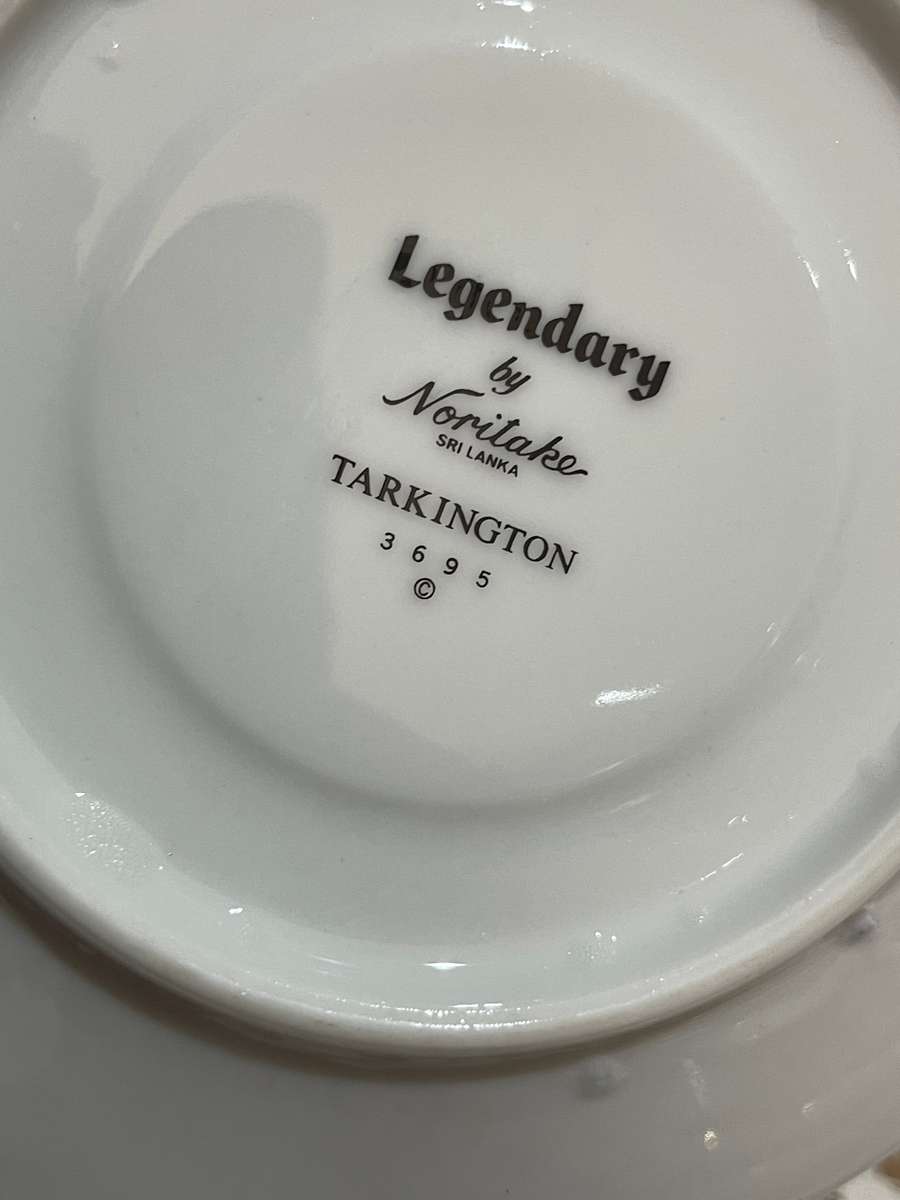 Legendary
by
Noritake
SRI LANKA
TARKINGTON
3695
©